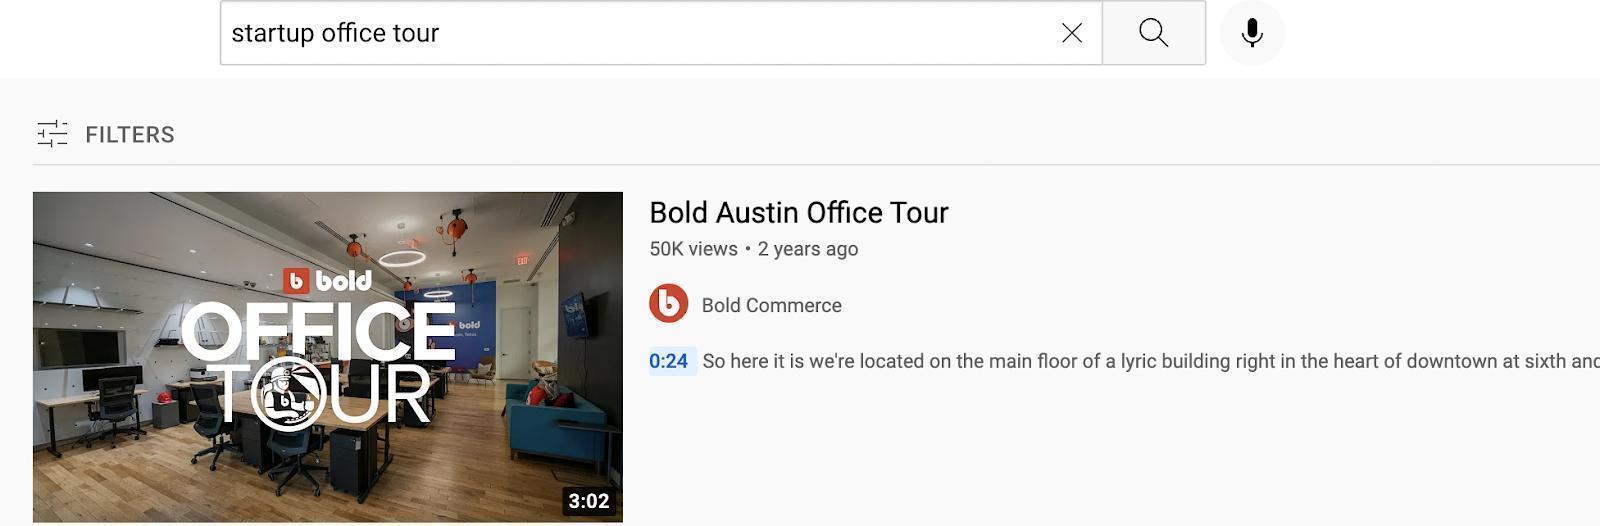 startup office tour
FILTERS
bold
OFFICE
TOUR
EXIT
bold
3:02
Bold Austin Office Tour
50K views • 2 years ago
b
Bold Commerce
0:24 So here it is we're located on the main floor of a lyric building right in the heart of downtown at sixth and